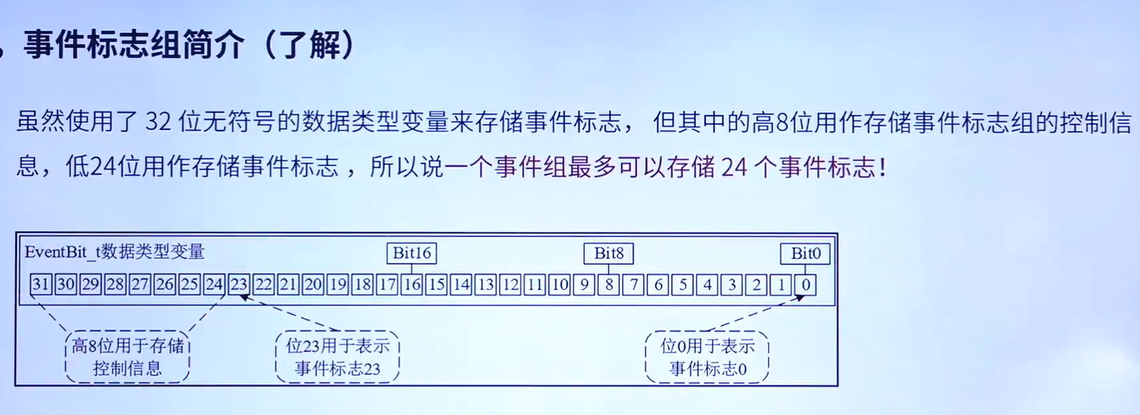 ，事件标志组简介（了解）
虽然使用了 32 位无符号的数据类型变量来存储事件标志， 但其中的高8位用作存储事件标志组的控制信
息，低24位用作存储事件标志 ，所以说一个事件组最多可以存储 24 个事件标志！
EventBit_t数据类型变量
Bit16
Bit8
Bit0
31 30 29 28 27 26 25 24 23 22 21 20 19 18 17 16 15 14 13 12 11 10 9 8 7 6 5 4 3 2 1 0
高8位用于存储
控制信息
位23用于表示
事件标志23
位0用于表示
事件标志0